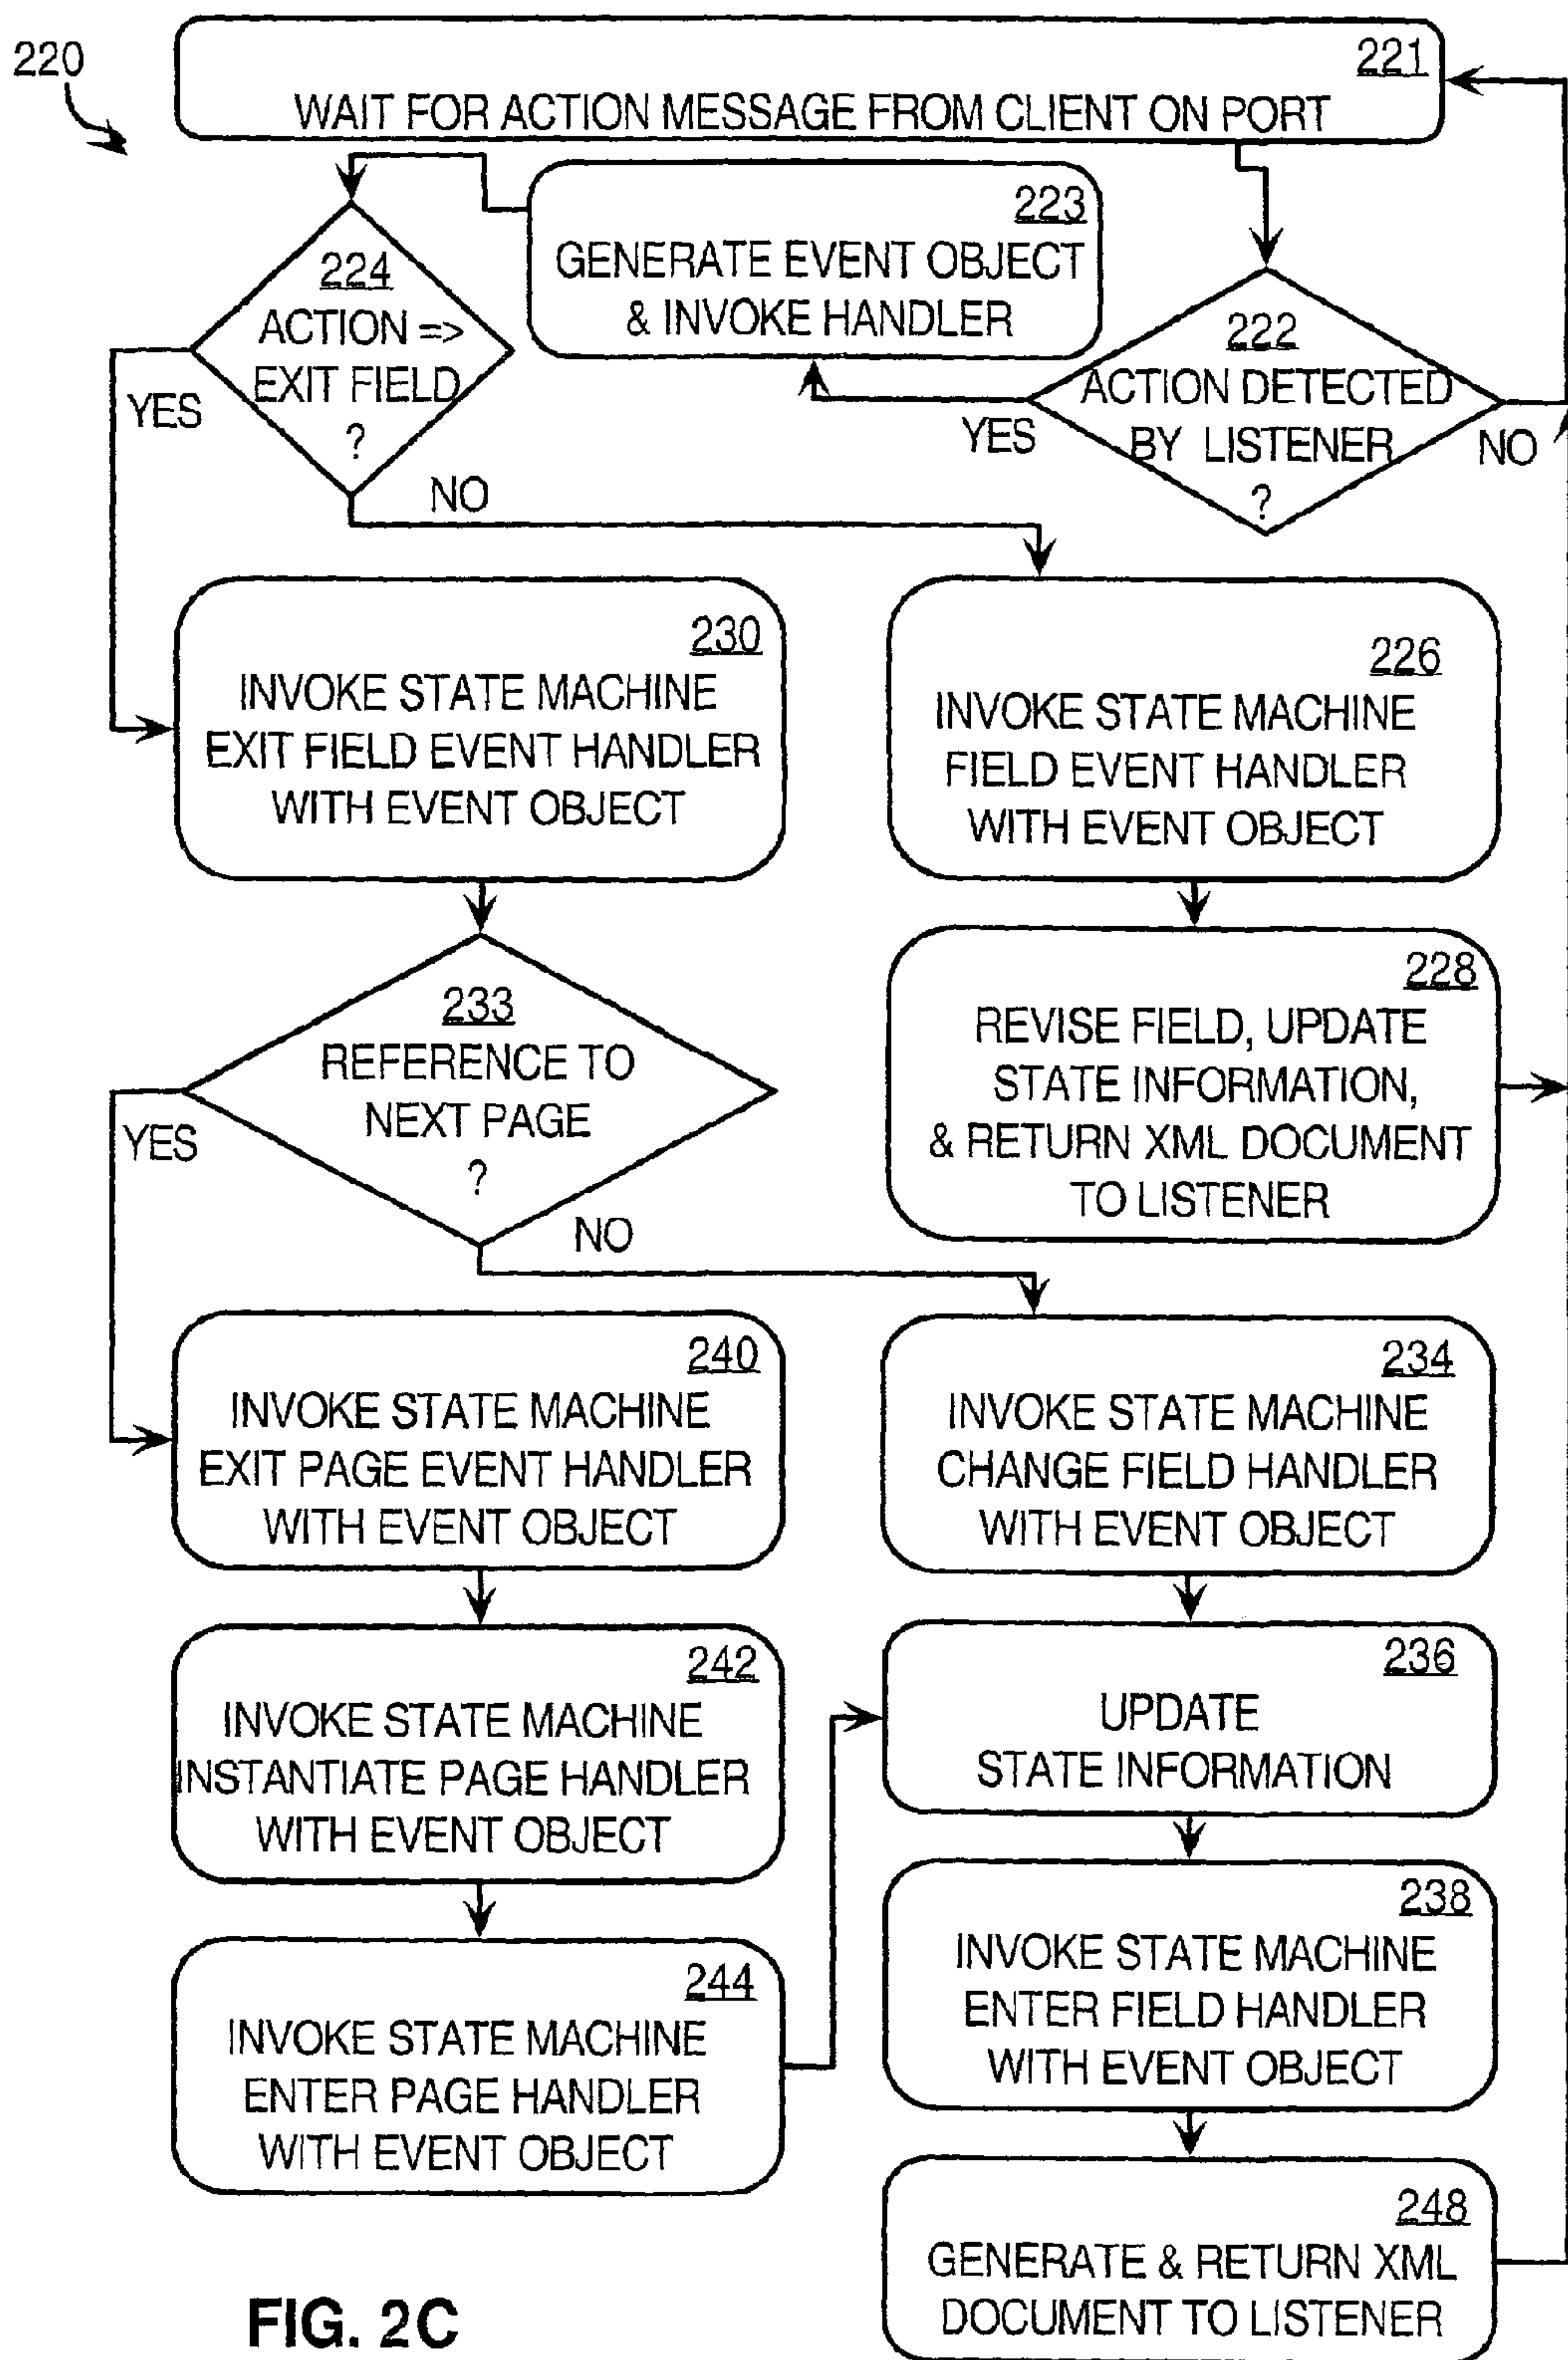 220
221
WAIT FOR ACTION MESSAGE FROM CLIENT ON PORT
223
GENERATE EVENT OBJECT
& INVOKE HANDLER
224
ACTION =>
EXIT FIELD
?
YES
NO
222
ACTION DETECTED
BY LISTENER
?
YES
NO
230
INVOKE STATE MACHINE
EXIT FIELD EVENT HANDLER
WITH EVENT OBJECT
226
INVOKE STATE MACHINE
FIELD EVENT HANDLER
WITH EVENT OBJECT
233
REFERENCE TO
NEXT PAGE
?
YES
NO
228
REVISE FIELD, UPDATE
STATE INFORMATION,
& RETURN XML DOCUMENT
TO LISTENER
240
INVOKE STATE MACHINE
EXIT PAGE EVENT HANDLER
WITH EVENT OBJECT
234
INVOKE STATE MACHINE
CHANGE FIELD HANDLER
WITH EVENT OBJECT
242
INVOKE STATE MACHINE
INSTANTIATE PAGE HANDLER
WITH EVENT OBJECT
236
UPDATE
STATE INFORMATION
244
INVOKE STATE MACHINE
ENTER PAGE HANDLER
WITH EVENT OBJECT
238
INVOKE STATE MACHINE
ENTER FIELD HANDLER
WITH EVENT OBJECT
248
GENERATE & RETURN XML
DOCUMENT TO LISTENER
FIG. 2C